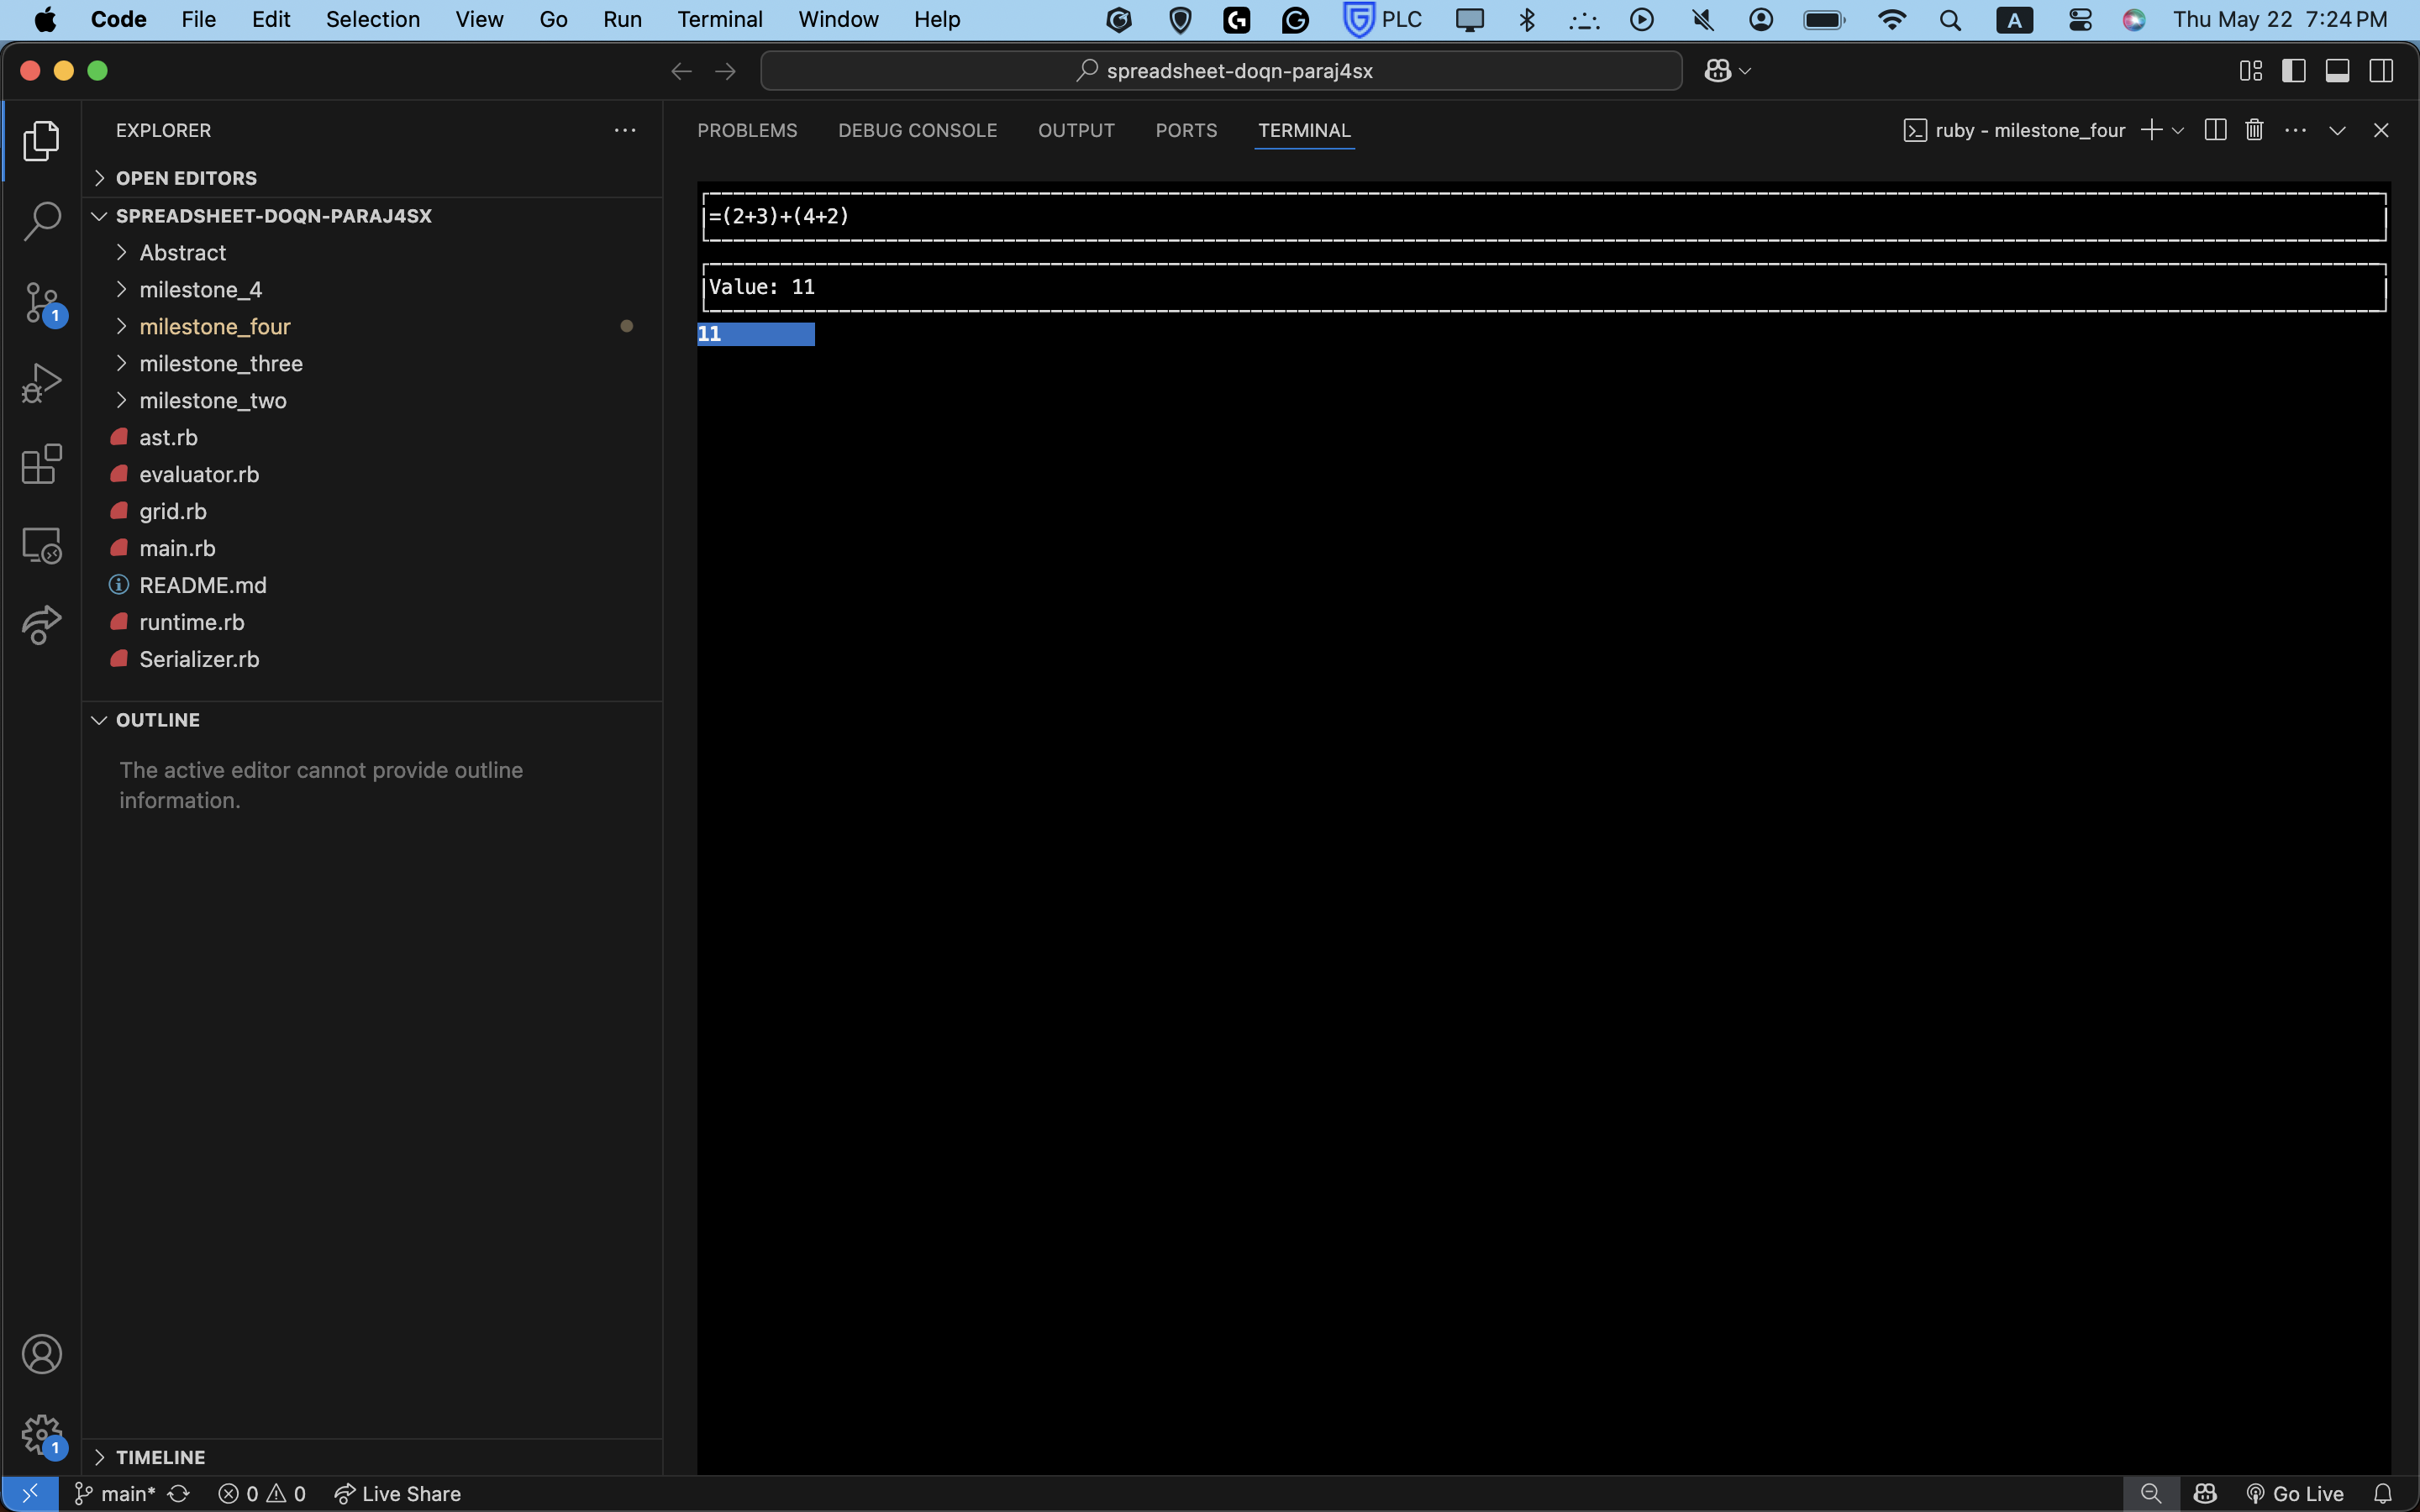 Code File Edit Selection View Go Run Terminal Window Help PLC A Thu May 22 7:24 PM
spreadsheet-doqn-paraj4sx
EXPLORER
OPEN EDITORS
SPREADSHEET-DOQN-PARAJ4SX
Abstract
milestone_4
milestone_four
milestone_three
milestone_two
ast.rb
evaluator.rb
grid.rb
main.rb
README.md
runtime.rb
Serializer.rb
OUTLINE
The active editor cannot provide outline
information.
TIMELINE
1
1
PROBLEMS DEBUG CONSOLE OUTPUT PORTS TERMINAL ruby - milestone_four
=(2+3)+(4+2)
Value: 11
11
main* 0 0 Live Share Go Live